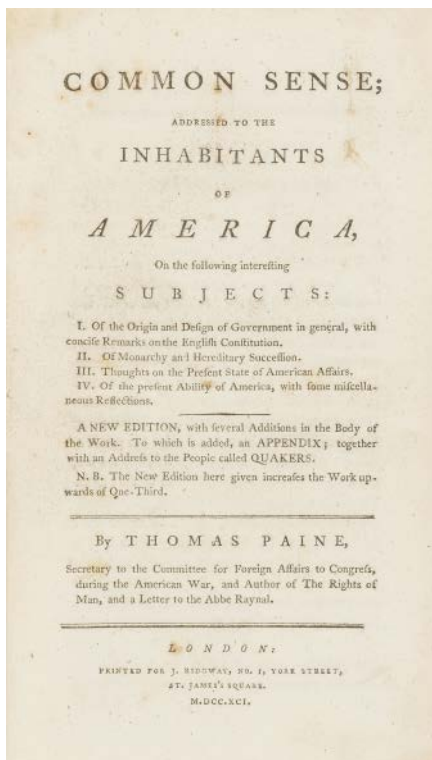 COMMON SENSE;
ADDRESSED TO THE
INHABITANTS
OF
AMERICA,
On the following intereſting
SUBJECTS:
I. Of the Origin and Deſign of Government in general, with
conciſe Remarks on the Engliſh Conſtitution.
II. Of Monarchy and Hereditary Succeſſion.
III. Thoughts on the Preſent State of American Affairs.
IV. Of the preſent Ability of America, with ſome miſcella-
neous Reflections.
A NEW EDITION, with ſeveral Additions in the Body of
the Work. To which is added, an APPENDIX; together
with an Addreſs to the People called QUAKERS.
N. B. The New Edition here given increaſes the Work up-
wards of One-Third.
By THOMAS PAINE,
Secretary to the Committee for Foreign Affairs to Congreſs,
during the American War, and Author of The Rights of
Man, and a Letter to the Abbe Raynal.
LONDON:
PRINTED FOR J. RIDGWAY, NO. 1, YORK STREET,
ST. JAMES'S SQUARE.
M.DCC.XCI.